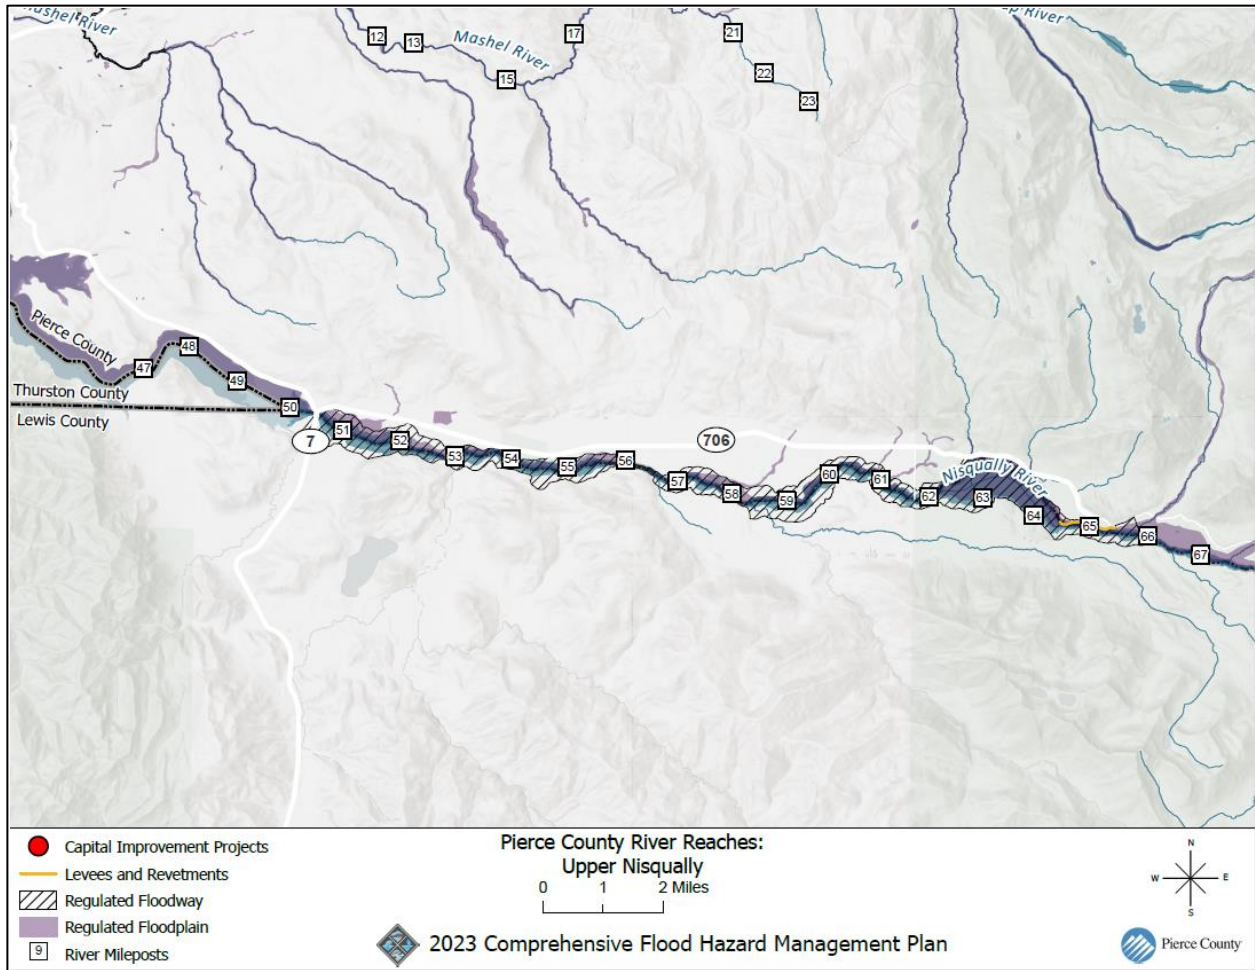 Mashel River
p River
12
13
Mashel River
17
15
21
22
23
Pierce County
47
48
49
50
Thurston County
Lewis County
7
51
52
53
54
55
56
706
57
58
59
60
61
62
Nisqually River
63
64
65
66
67
Capital Improvement Projects
Levees and Revetments
Regulated Floodway
Regulated Floodplain
9 River Mileposts
Pierce County River Reaches:
Upper Nisqually
0 1 2 Miles
2023 Comprehensive Flood Hazard Management Plan
N
W E
S
Pierce County